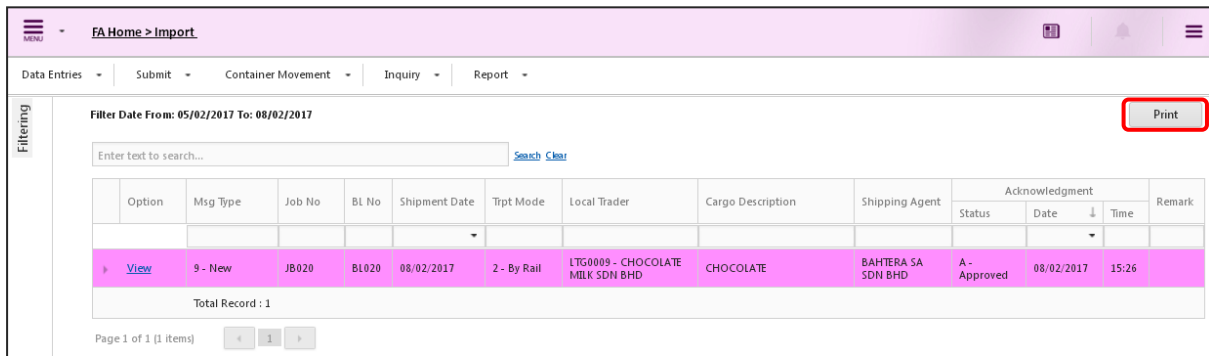 MENU
FA Home > Import
Data Entries Submit Container Movement Inquiry Report
Filtering
Filter Date From: 05/02/2017 To: 08/02/2017
Print
Enter text to search... Search Clear
Option Msg Type Job No BL No Shipment Date Trpt Mode Local Trader Cargo Description Shipping Agent Acknowledgment Remark
Status Date ↓ Time
View 9 - New JB020 BL020 08/02/2017 2 - By Rail LTG0009 - CHOCOLATE MILK SDN BHD CHOCOLATE BAHTERA SA SDN BHD A - Approved 08/02/2017 15:26
Total Record : 1
Page 1 of 1 (1 items) 1